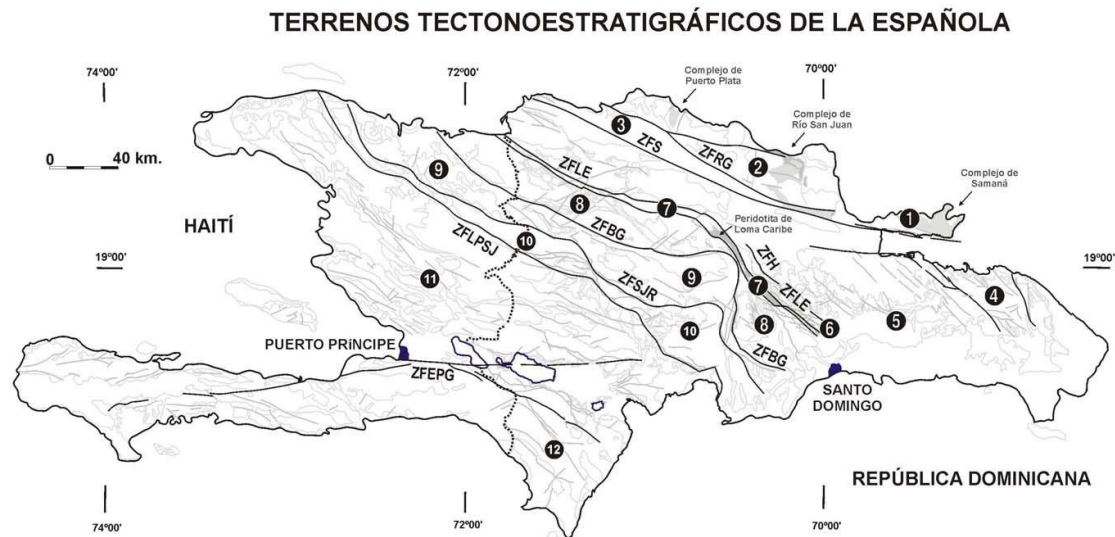 TERRENOS TECTONOESTRATIGRÁFICOS DE LA ESPAÑOLA
74º00'
72º00'
70º00'
Complejo de
Puerto Plata
Complejo de
Río San Juan
Complejo de
Samaná
0 40 km.
3
ZFS
ZFRG
2
ZFLE
9
8
7
1
HAITÍ
Peridotita de
Loma Caribe
ZFBG
ZFH
10
ZFLPSJ
19º00'
19º00'
11
ZFSJR
9
7
ZFLE
4
5
10
8
6
PUERTO PRíNCIPE
ZFBG
ZFEPG
SANTO
DOMINGO
12
REPÚBLICA DOMINICANA
74º00'
72º00'
70º00'